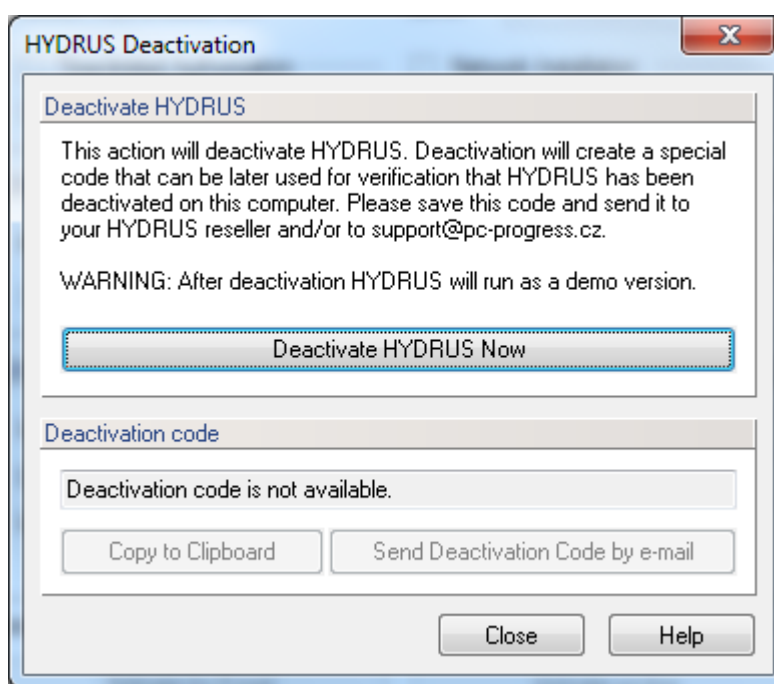 HYDRUS Deactivation
Deactivate HYDRUS
This action will deactivate HYDRUS. Deactivation will create a special
code that can be later used for verification that HYDRUS has been
deactivated on this computer. Please save this code and send it to
your HYDRUS reseller and/or to support@pc-progress.cz.
WARNING: After deactivation HYDRUS will run as a demo version.
Deactivate HYDRUS Now
Deactivation code
Deactivation code is not available.
Copy to Clipboard
Send Deactivation Code by e-mail
Close
Help